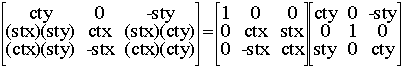 cty 0 -sty 1 0 0 cty 0 -sty
(stx)(sty) ctx (stx)(cty) = 0 ctx stx 0 1 0
(ctx)(sty) -stx (ctx)(cty) 0 -stx ctx sty 0 cty